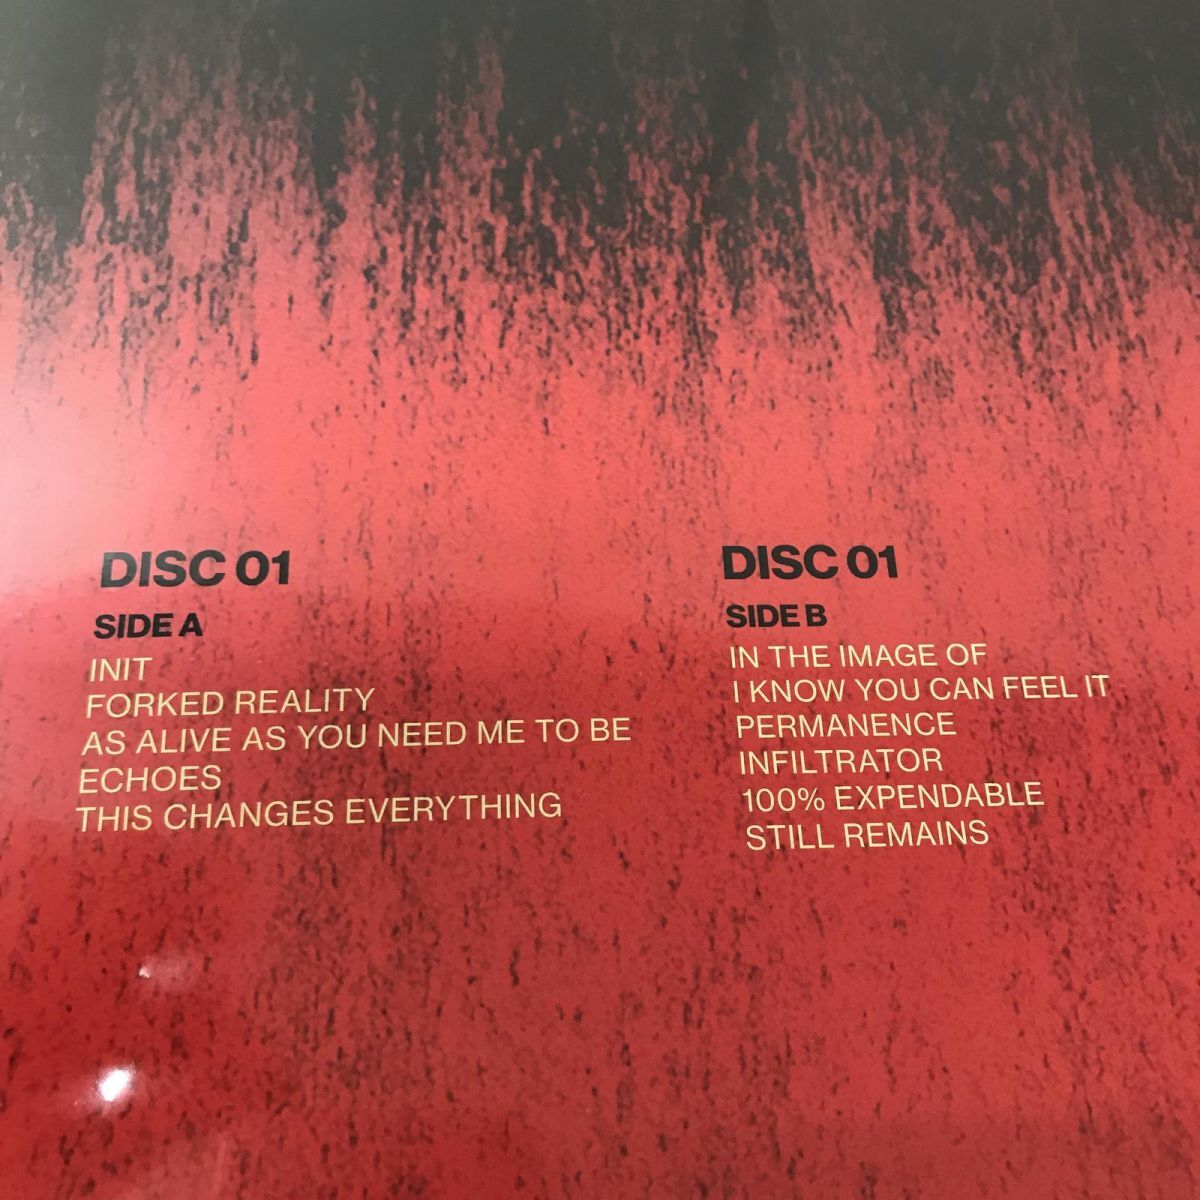 DISC 01
SIDE A
INIT
FORKED REALITY
AS ALIVE AS YOU NEED ME TO BE
ECHOES
THIS CHANGES EVERYTHING
DISC 01
SIDE B
IN THE IMAGE OF
I KNOW YOU CAN FEEL IT
PERMANENCE
INFILTRATOR
100% EXPENDABLE
STILL REMAINS